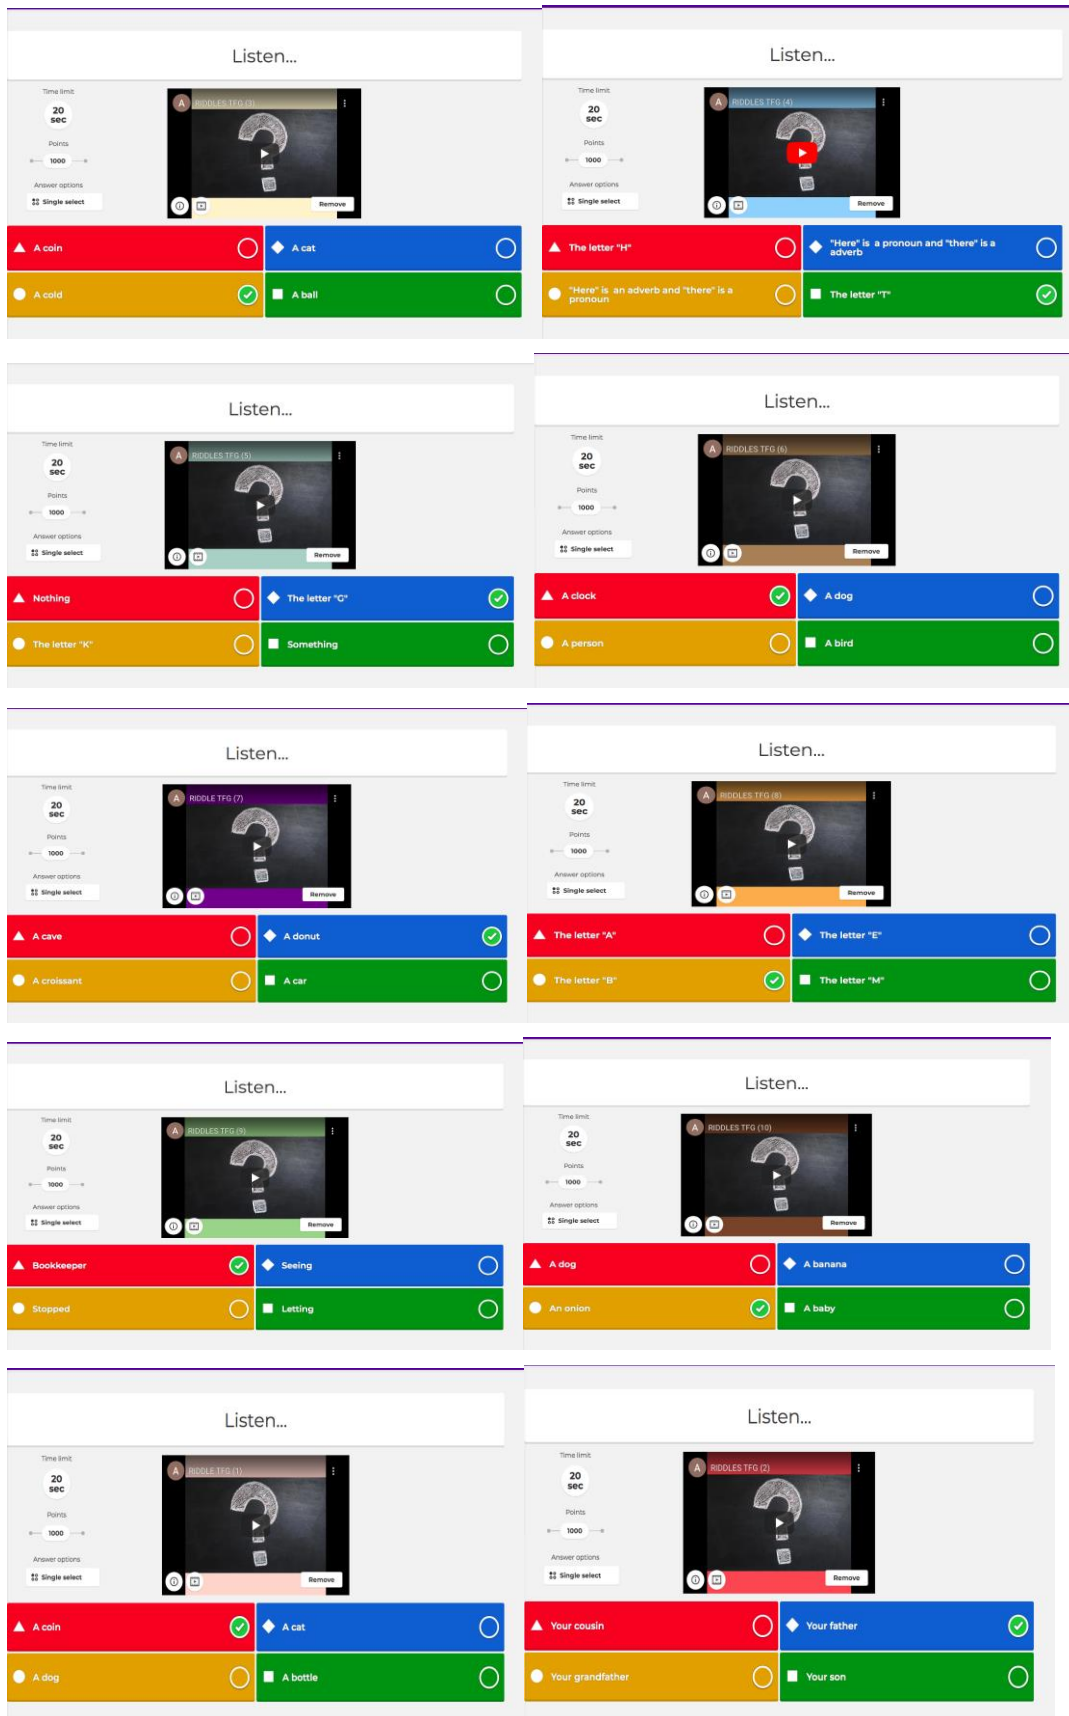 Listen...
Time limit
20
sec
Points
1000
Answer options
Single select
A RIDDLES TFG (3)
Remove
A coin
A cat
A cold
A ball
Listen...
Time limit
20
sec
Points
1000
Answer options
Single select
A RIDDLES TFG (4)
Remove
The letter "H"
"Here" is a pronoun and "there" is a
adverb
"Here" is an adverb and "there" is a
pronoun
The letter "T"
Listen...
Time limit
20
sec
Points
1000
Answer options
Single select
A RIDDLES TFG (5)
Remove
Nothing
The letter "G"
The letter "K"
Something
Listen...
Time limit
20
sec
Points
1000
Answer options
Single select
A RIDDLES TFG (6)
Remove
A clock
A dog
A person
A bird
Listen...
Time limit
20
sec
Points
1000
Answer options
Single select
A RIDDLE TFG (7)
Remove
A cave
A donut
A croissant
A car
Listen...
Time limit
20
sec
Points
1000
Answer options
Single select
A RIDDLES TFG (8)
Remove
The letter "A"
The letter "E"
The letter "B"
The letter "M"
Listen...
Time limit
20
sec
Points
1000
Answer options
Single select
A RIDDLES TFG (9)
Remove
Bookkeeper
Seeing
Stopped
Letting
Listen...
Time limit
20
sec
Points
1000
Answer options
Single select
A RIDDLES TFG (10)
Remove
A dog
A banana
An onion
A baby
Listen...
Time limit
20
sec
Points
1000
Answer options
Single select
A RIDDLE TFG (1)
Remove
A coin
A cat
A dog
A bottle
Listen...
Time limit
20
sec
Points
1000
Answer options
Single select
A RIDDLES TFG (2)
Remove
Your cousin
Your father
Your grandfather
Your son